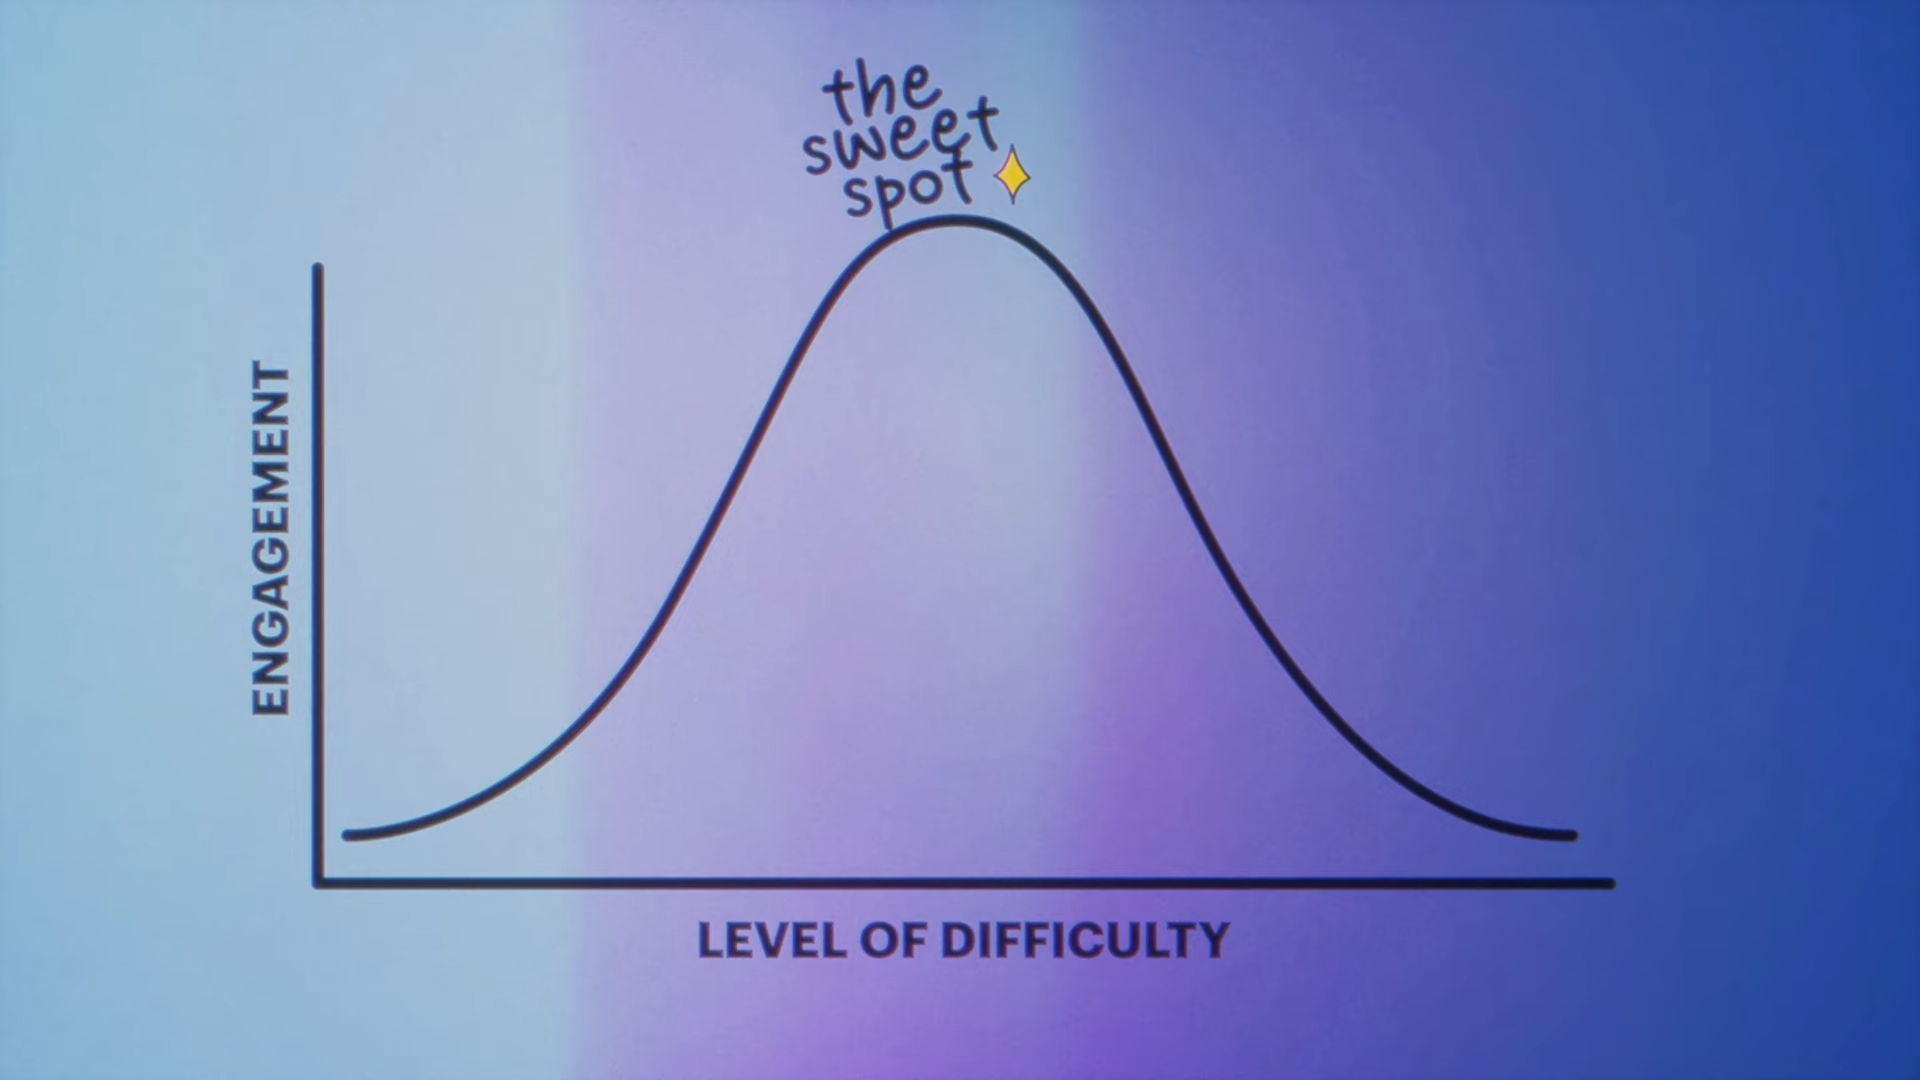 the
sweet
spot
ENGAGEMENT
LEVEL OF DIFFICULTY